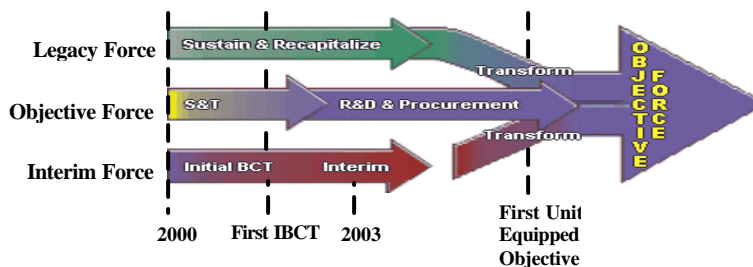 Legacy Force
Sustain & Recapitalize
Transform
Objective Force
S&T
R&D & Procurement
Transform
Interim Force
Initial BCT
Interim
OBJECTIVE
FORCE
2000
First IBCT
2003
First Unit
Equipped
Objective